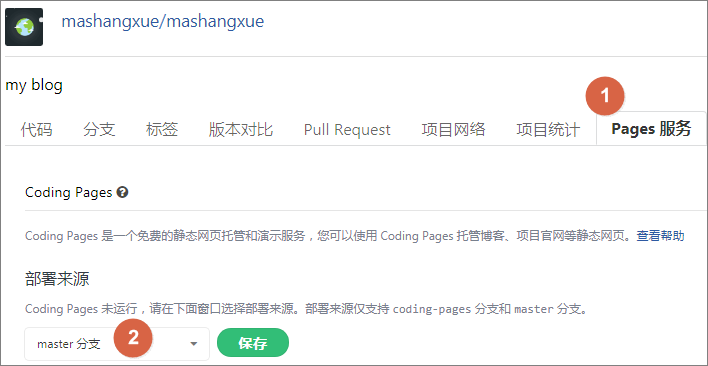 mashangxue/mashangxue
my blog
1
代码 分支 标签 版本对比 Pull Request 项目网络 项目统计 Pages 服务
Coding Pages ?
Coding Pages 是一个免费的静态网页托管和演示服务，您可以使用 Coding Pages 托管博客、项目官网等静态网页。查看帮助
部署来源
Coding Pages 未运行，请在下面窗口选择部署来源。部署来源仅支持 coding-pages 分支和 master 分支。
master 分支 2 保存